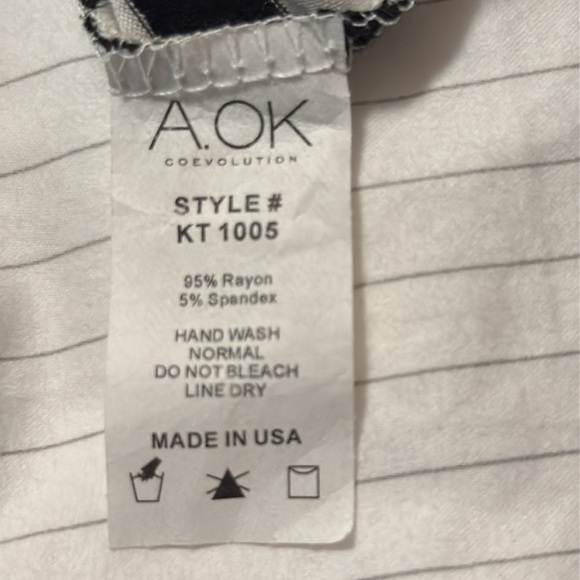 A.OK
COEVOLUTION
STYLE #
KT 1005
95% Rayon
5% Spandex
HAND WASH
NORMAL
DO NOT BLEACH
LINE DRY
MADE IN USA